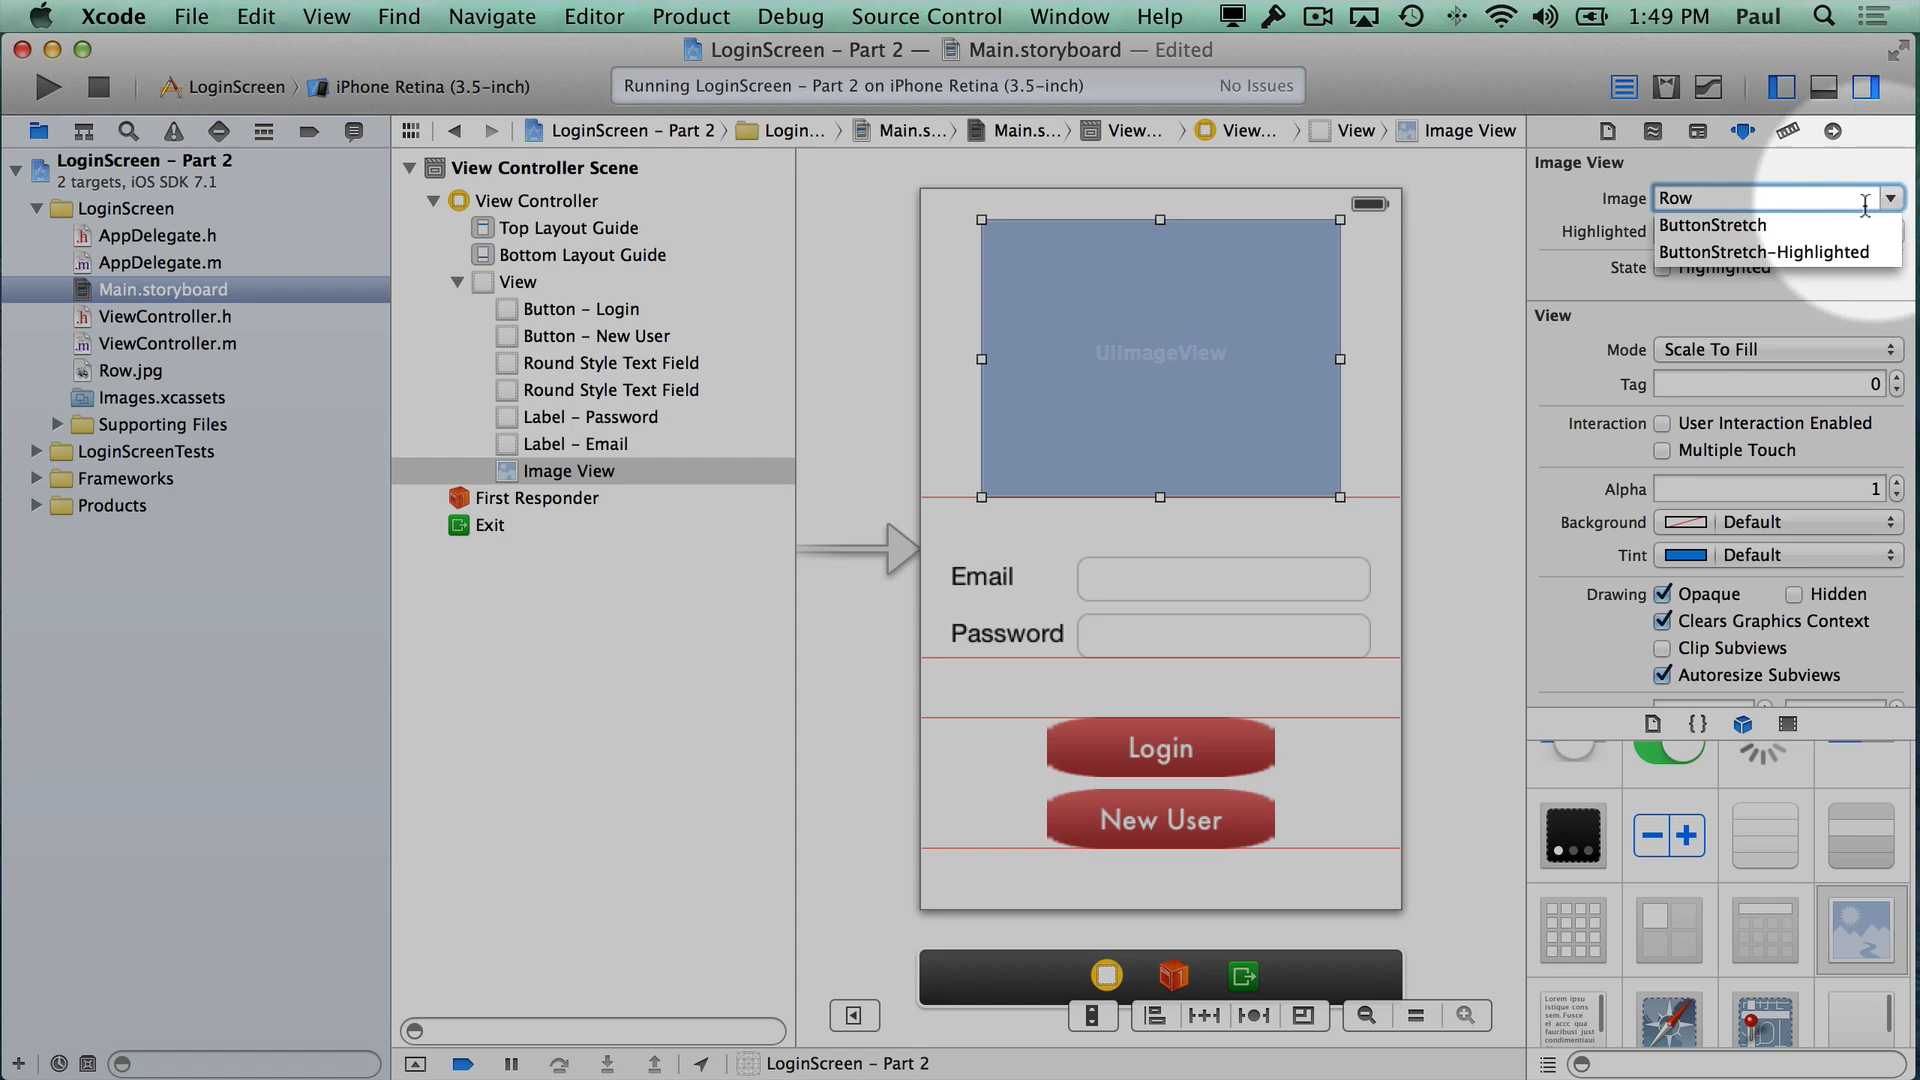 Xcode File Edit View Find Navigate Editor Product Debug Source Control Window Help 1:49 PM Paul
LoginScreen - Part 2 — Main.storyboard — Edited
LoginScreen iPhone Retina (3.5-inch)
Running LoginScreen - Part 2 on iPhone Retina (3.5-inch) No Issues
LoginScreen - Part 2 Login... Main.s... Main.s... View... View... View Image View
LoginScreen - Part 2
2 targets, iOS SDK 7.1
LoginScreen
AppDelegate.h
AppDelegate.m
Main.storyboard
ViewController.h
ViewController.m
Row.jpg
Images.xcassets
Supporting Files
LoginScreenTests
Frameworks
Products
View Controller Scene
View Controller
Top Layout Guide
Bottom Layout Guide
View
Button - Login
Button - New User
Round Style Text Field
Round Style Text Field
Label - Password
Label - Email
Image View
First Responder
Exit
UIImageView
Email
Password
Login
New User
Image View
Image Row
ButtonStretch
Highlighted
ButtonStretch-Highlighted
State Highlighted
View
Mode Scale To Fill
Tag 0
Interaction User Interaction Enabled
Multiple Touch
Alpha 1
Background Default
Tint Default
Drawing Opaque Hidden
Clears Graphics Context
Clip Subviews
Autoresize Subviews
{ }
Lorem ipsu
LoginScreen - Part 2